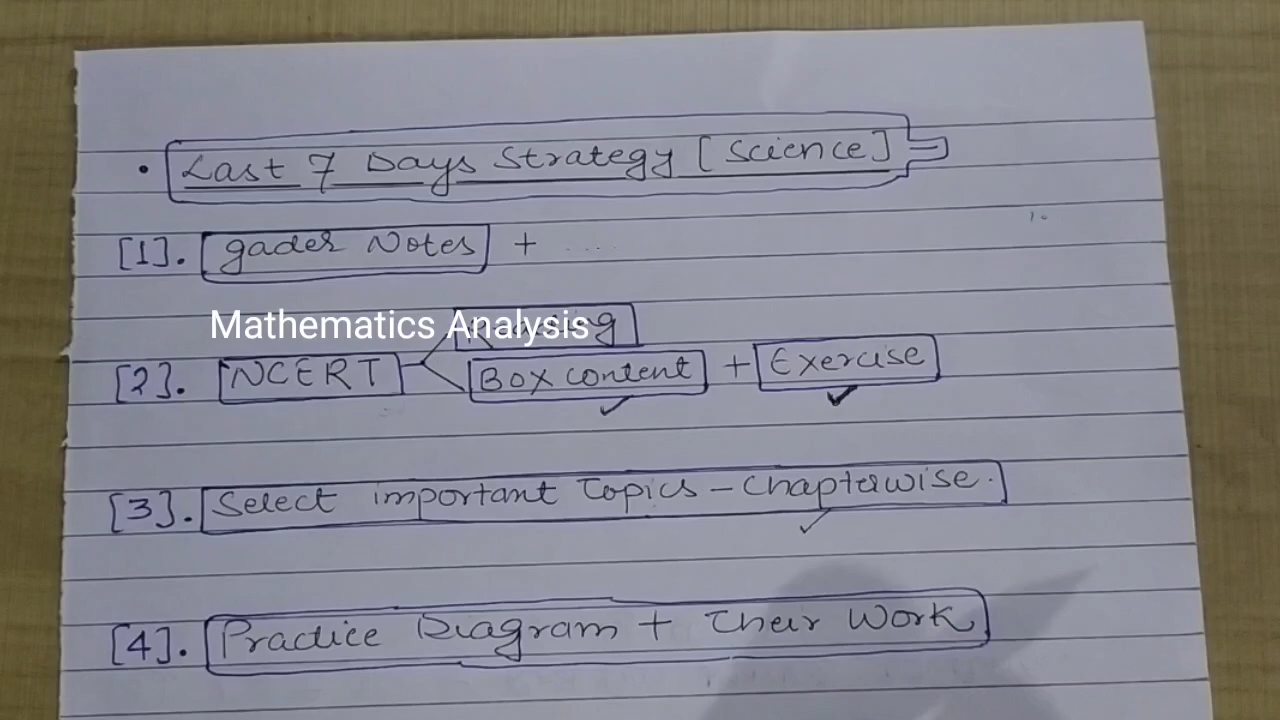 • Last 7 Days Strategy [Science]
[1]. gader Notes + ....
Mathematics Analysis
Reading
[2]. NCERT Box content + Exercise
[3]. Select important Topics - Chapterwise.
[4]. Practice Diagram + Their Work